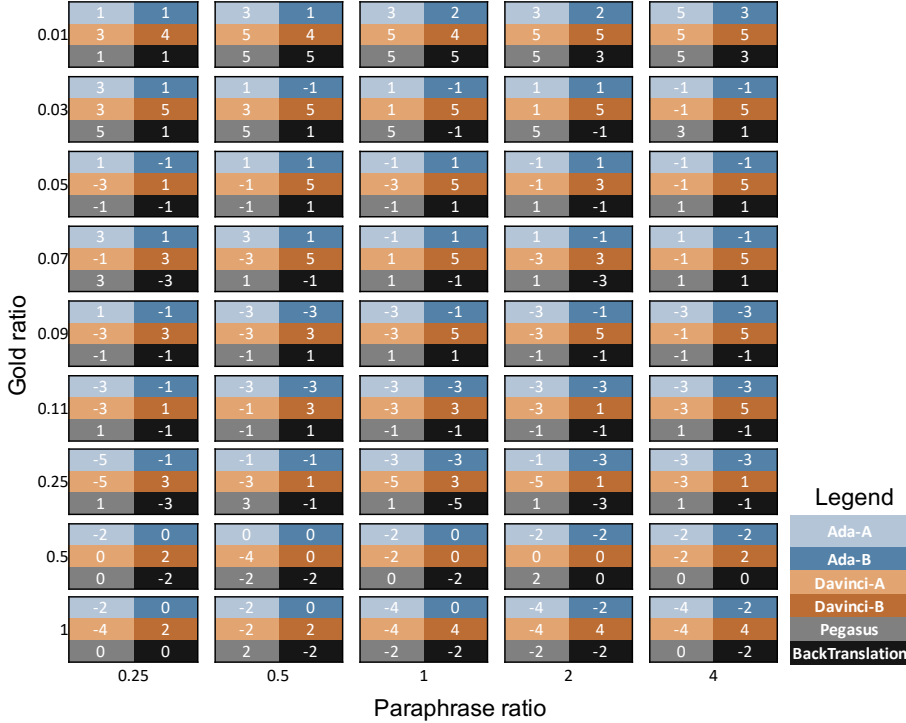 1 1 3 1 3 2 3 2 5 3
0.01 3 4 5 4 5 4 5 5 5 5
1 1 5 5 5 5 5 3 5 3
3 1 1 -1 1 -1 1 -1 -1 -1
0.03 3 5 3 5 1 5 1 5 -1 5
5 1 5 1 5 -1 5 -1 3 1
1 -1 1 1 -1 1 -1 1 -1 -1
0.05 -3 1 -1 5 -3 5 -1 3 -1 5
-1 -1 -1 1 -1 1 1 -1 1 1
3 1 3 1 -1 1 1 -1 1 -1
0.07 -1 3 -3 5 1 5 -3 3 -1 5
3 -3 1 -1 1 -1 1 -3 1 1
1 -1 -3 -3 -3 -1 -3 -1 -3 -3
0.09 -3 3 -3 3 -3 5 -3 5 -1 5
-1 -1 -1 1 1 1 -1 -1 -1 -1
-3 -1 -3 -3 -3 -3 -3 -3 -3 -3
0.11 -3 1 -1 3 -3 3 -3 1 -3 5
1 -1 -1 1 -1 -1 -1 -1 1 -1
-5 -1 -1 -1 -3 -3 -1 -3 -3 -3
0.25 -5 3 -3 1 -5 3 -5 1 -3 1
1 -3 3 -1 1 -5 1 -3 1 -1
-2 0 0 0 -2 0 -2 -2 -2 -2
0.5 0 2 -4 0 -2 0 0 0 -2 2
0 -2 -2 -2 0 -2 2 0 0 0
-2 0 -2 0 -4 0 -4 -2 -4 -2
1 -4 2 -2 2 -4 4 -4 4 -4 4
0 0 2 -2 -2 -2 -2 -2 0 -2
0.25 0.5 1 2 4
Paraphrase ratio
Gold ratio
Legend
Ada-A
Ada-B
Davinci-A
Davinci-B
Pegasus
BackTranslation